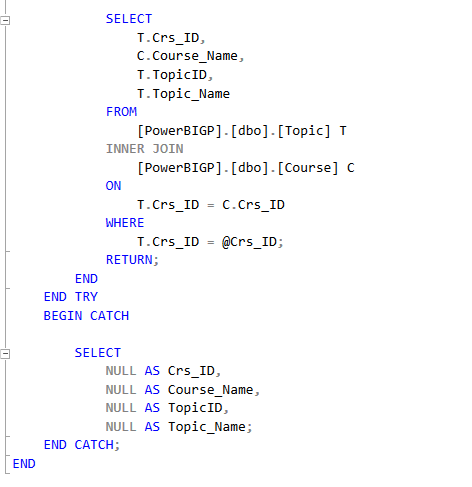 SELECT
T.Crs_ID,
C.Course_Name,
T.TopicID,
T.Topic_Name
FROM
[PowerBIGP].[dbo].[Topic] T
INNER JOIN
[PowerBIGP].[dbo].[Course] C
ON
T.Crs_ID = C.Crs_ID
WHERE
T.Crs_ID = @Crs_ID;
RETURN;
END
END TRY
BEGIN CATCH
SELECT
NULL AS Crs_ID,
NULL AS Course_Name,
NULL AS TopicID,
NULL AS Topic_Name;
END CATCH;
END